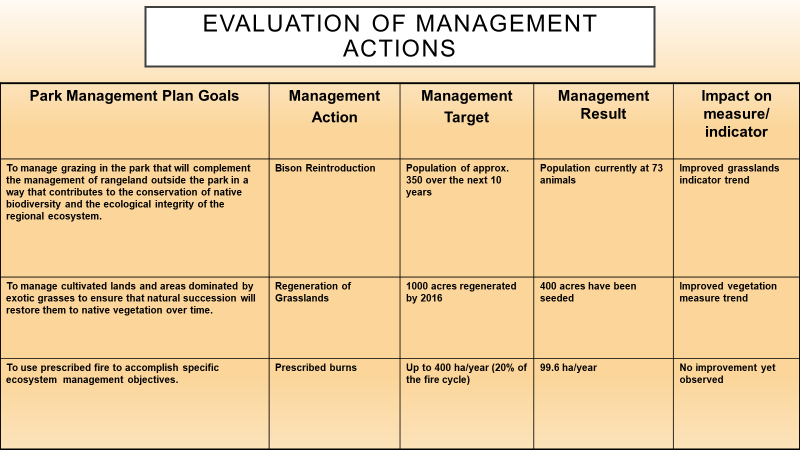 EVALUATION OF MANAGEMENT
ACTIONS
Park Management Plan Goals
Management
Action
Management
Target
Management
Result
Impact on
measure/
indicator
To manage grazing in the park that will complement
the management of rangeland outside the park in a
way that contributes to the conservation of native
biodiversity and the ecological integrity of the
regional ecosystem.
Bison Reintroduction
Population of approx.
350 over the next 10
years
Population currently at 73
animals
Improved grasslands
indicator trend
To manage cultivated lands and areas dominated by
exotic grasses to ensure that natural succession will
restore them to native vegetation over time.
Regeneration of
Grasslands
1000 acres regenerated
by 2016
400 acres have been
seeded
Improved vegetation
measure trend
To use prescribed fire to accomplish specific
ecosystem management objectives.
Prescribed burns
Up to 400 ha/year (20% of
the fire cycle)
99.6 ha/year
No improvement yet
observed